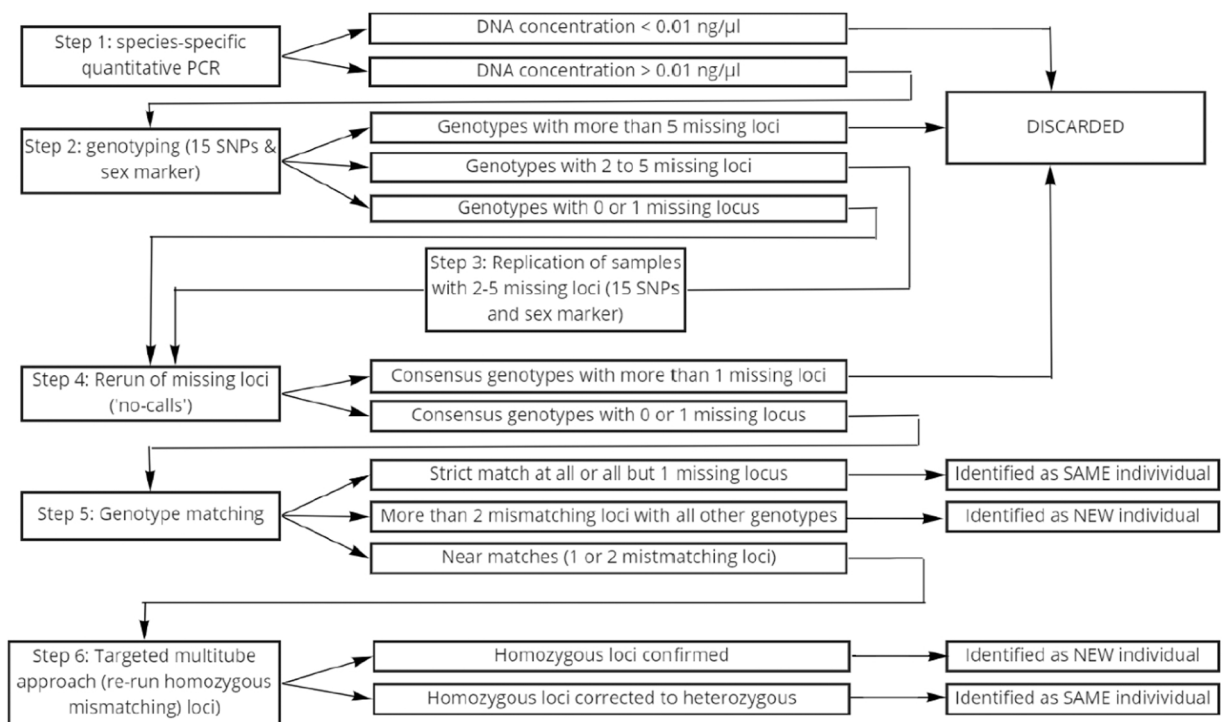 Step 1: species-specific
quantitative PCR
DNA concentration < 0.01 ng/µl
DNA concentration > 0.01 ng/µl
DISCARDED
Step 2: genotyping (15 SNPs &
sex marker)
Genotypes with more than 5 missing loci
Genotypes with 2 to 5 missing loci
Genotypes with 0 or 1 missing locus
Step 3: Replication of samples
with 2-5 missing loci (15 SNPs
and sex marker)
Step 4: Rerun of missing loci
('no-calls')
Consensus genotypes with more than 1 missing loci
Consensus genotypes with 0 or 1 missing locus
Step 5: Genotype matching
Strict match at all or all but 1 missing locus
Identified as SAME individual
More than 2 mismatching loci with all other genotypes
Identified as NEW individual
Near matches (1 or 2 mistmatching loci)
Step 6: Targeted multitube
approach (re-run homozygous
mismatching) loci)
Homozygous loci confirmed
Identified as NEW individual
Homozygous loci corrected to heterozygous
Identified as SAME individual